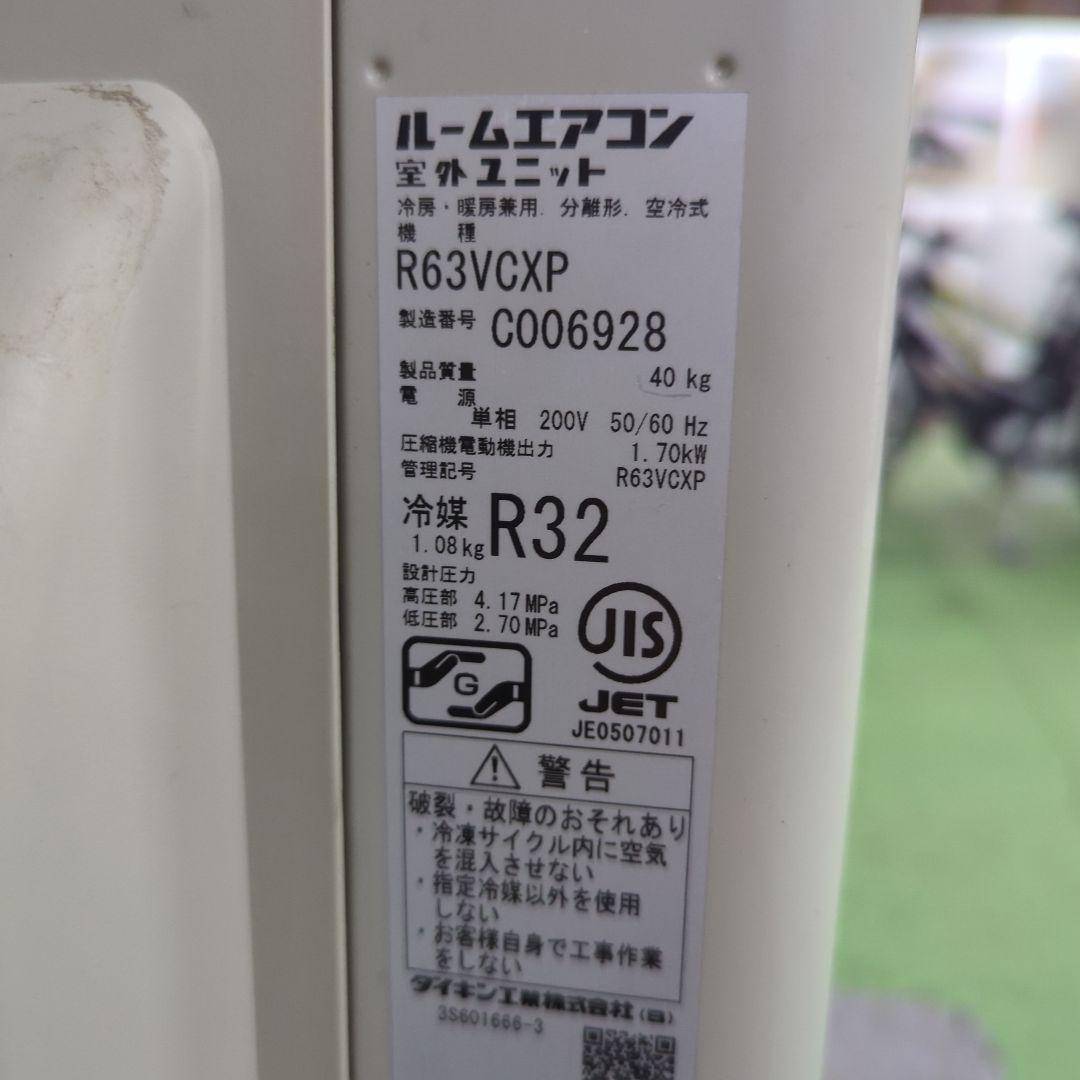 ルームエアコン
室外ユニット
冷房・暖房兼用. 分離形. 空冷式
機 種
R63VCXP
製造番号 C006928
製品質量 40 kg
電 源
単相 200V 50/60 Hz
圧縮機電動機出力 1.70kW
管理記号 R63VCXP
冷媒 R32
1.08kg
設計圧力
高圧部 4.17MPa
低圧部 2.70MPa
JIS
G
JET
JE0507011
警告
破裂・故障のおそれあり
・冷凍サイクル内に空気
を混入させない
・指定冷媒以外を使用
しない
・お客様自身で工事作業
をしない
ダイキン工業株式会社(日)
3S601666-3